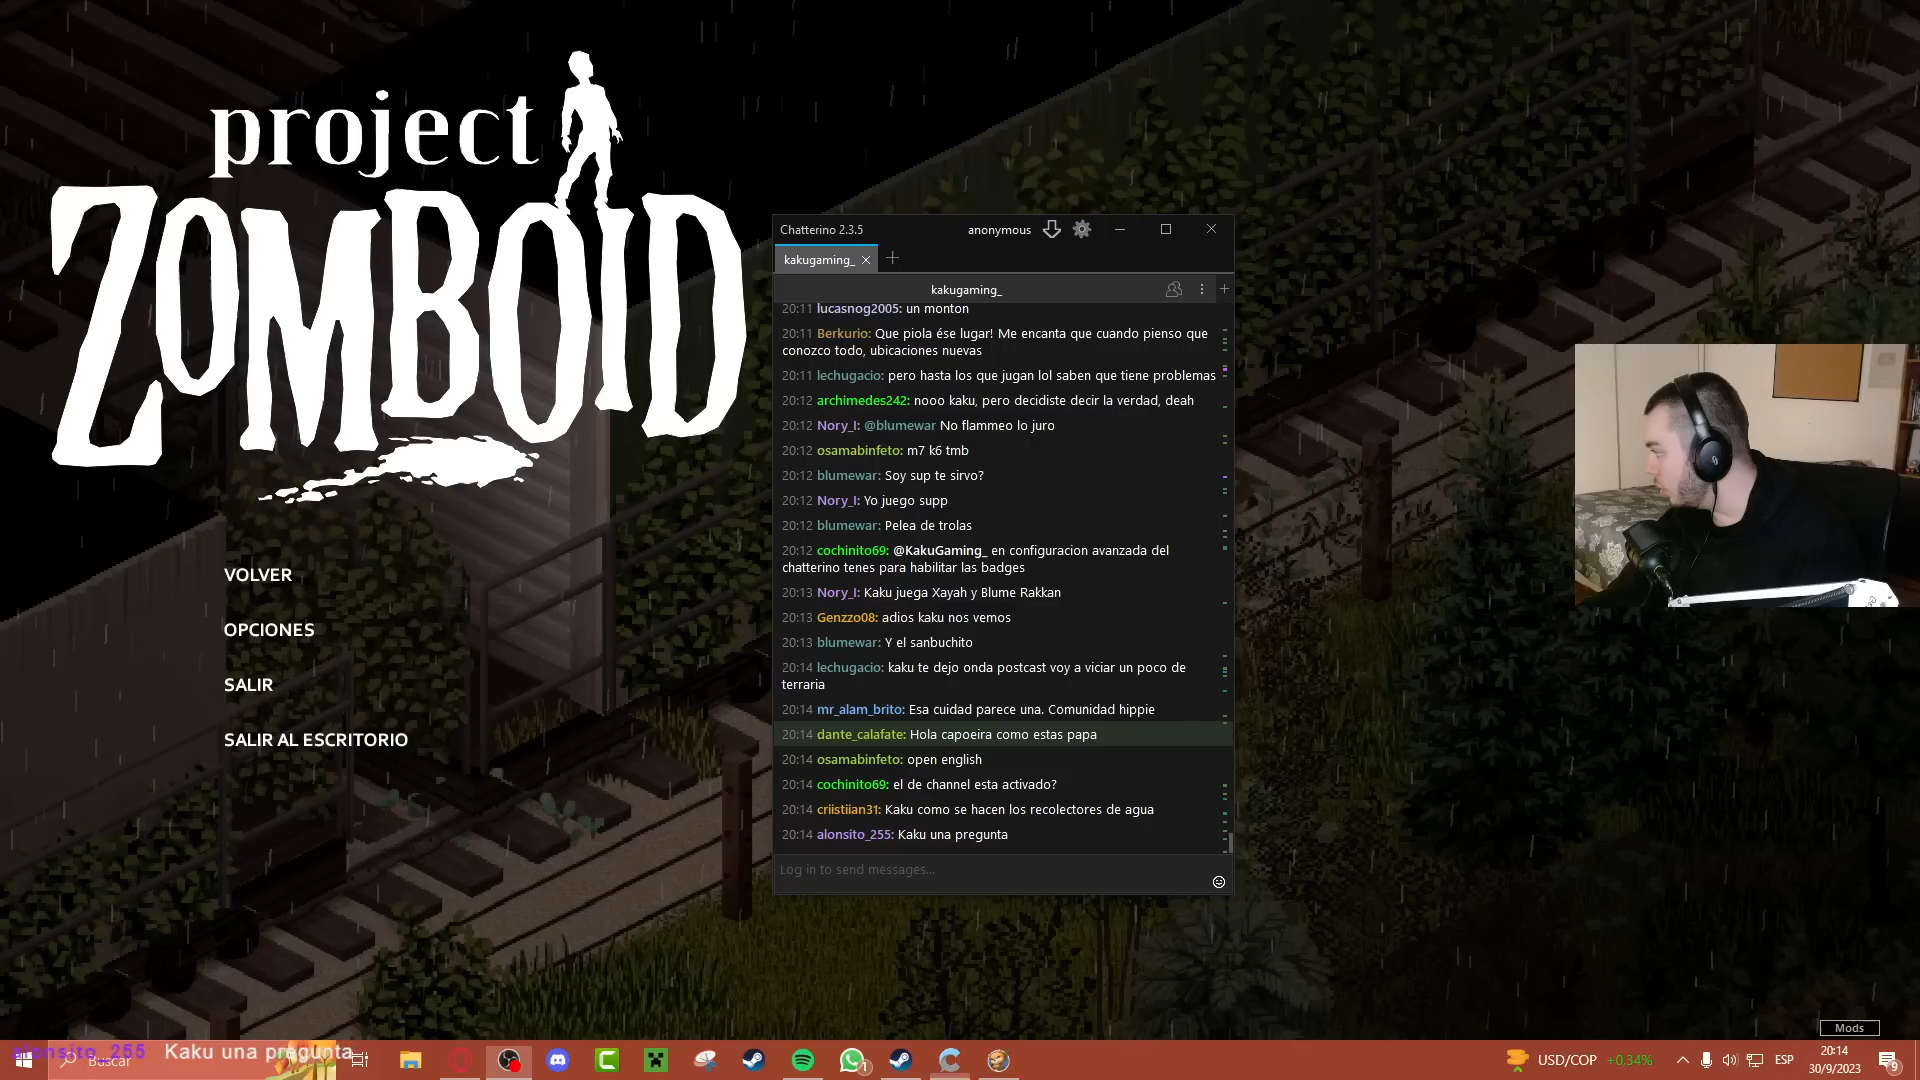 project
ZOMBOID
VOLVER
OPCIONES
SALIR
SALIR AL ESCRITORIO
Chatterino 2.3.5
anonymous
kakugaming_
kakugaming_
20:11 lucasnog2005: un monton
20:11 Berkurio: Que piola ése lugar! Me encanta que cuando pienso que
conozco todo, ubicaciones nuevas
20:11 lechugacio: pero hasta los que jugan lol saben que tiene problemas
20:12 archimedes242: nooo kaku, pero decidiste decir la verdad, deah
20:12 Nory_I: @blumewar No flammeo lo juro
20:12 osamabinfeto: m7 k6 tmb
20:12 blumewar: Soy sup te sirvo?
20:12 Nory_I: Yo juego supp
20:12 blumewar: Pelea de trolas
20:12 cochinito69: @KakuGaming_ en configuracion avanzada del
chatterino tenes para habilitar las badges
20:13 Nory_I: Kaku juega Xayah y Blume Rakkan
20:13 Genzzo08: adios kaku nos vemos
20:13 blumewar: Y el sanbuchito
20:14 lechugacio: kaku te dejo onda postcast voy a viciar un poco de
terraria
20:14 mr_alam_brito: Esa cuidad parece una. Comunidad hippie
20:14 dante_calafate: Hola capoeira como estas papa
20:14 osamabinfeto: open english
20:14 cochinito69: el de channel esta activado?
20:14 criistiian31: Kaku como se hacen los recolectores de agua
20:14 alonsito_255: Kaku una pregunta
Log in to send messages...
Mods
alonsito_255 Kaku una pregunta
Buscar
1
USD/COP +0,34%
ESP
20:14
30/9/2023
9